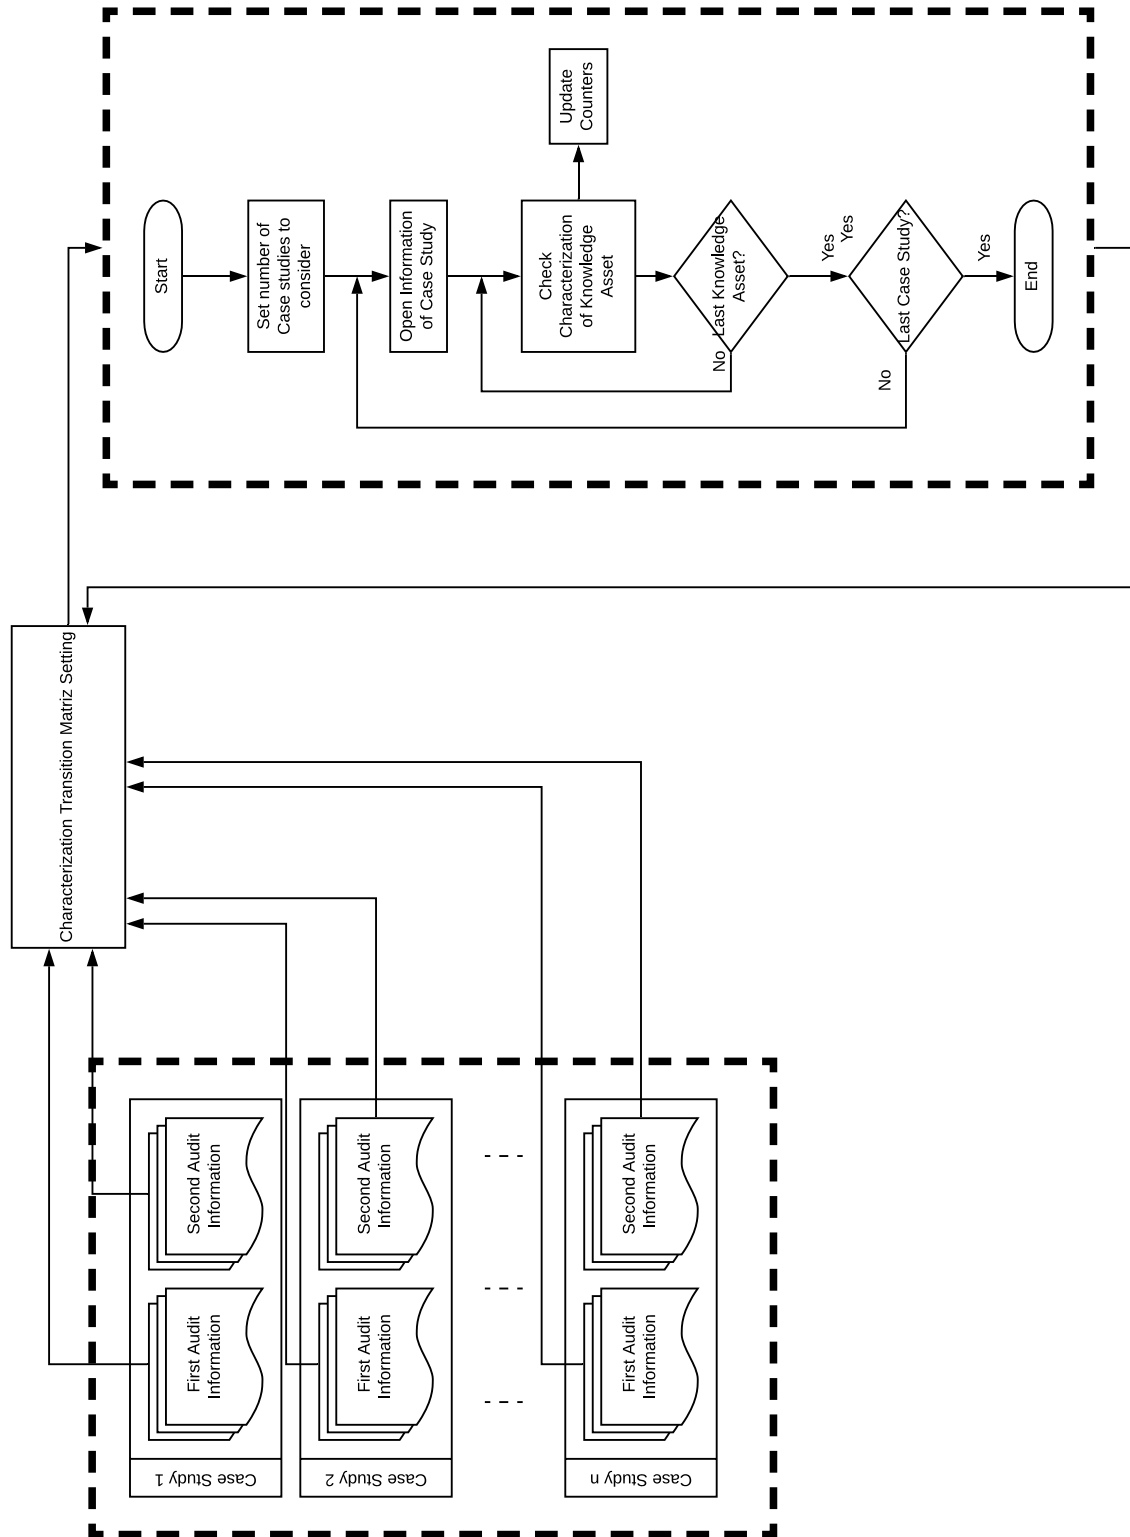 Start
Set number of
Case studies to
consider
Open Information
of Case Study
Update
Counters
Check
Characterization
of Knowledge
Asset
Last Knowledge
Asset?
No
Yes
Yes
Last Case Study?
No
Yes
End
Characterization Transition Matriz Setting
Case Study 1
First Audit
Information
Second Audit
Information
Case Study 2
First Audit
Information
Second Audit
Information
Case Study n
First Audit
Information
Second Audit
Information